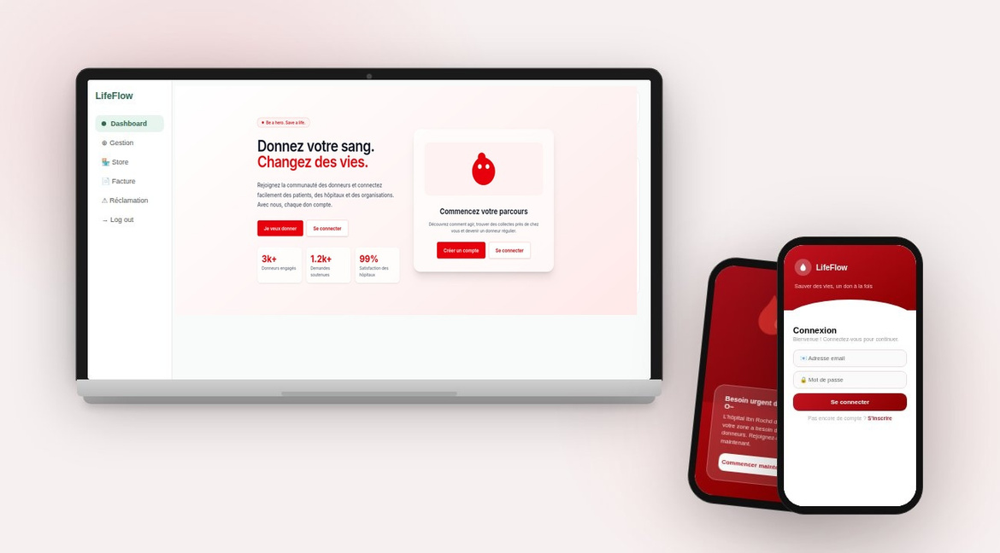 LifeFlow
Dashboard
Gestion
Store
Facture
Réclamation
Log out
Be a hero. Save a life.
Donnez votre sang.
Changez des vies.
Rejoignez la communauté des donneurs et connectez
facilement des patients, des hôpitaux et des organisations.
Avec nous, chaque don compte.
Je veux donner
Se connecter
3k+
Donneurs engagés
1.2k+
Demandes
soutenues
99%
Satisfaction des
hôpitaux
Commencez votre parcours
Découvrez comment agir, trouver des collectes près de chez
vous et devenir un donneur régulier.
Créer un compte
Se connecter
Besoin urgent d
O−
L'hôpital Ibn Rochd d
votre zone a besoin d
donneurs. Rejoignez-
maintenant.
Commencer mainte
LifeFlow
Sauver des vies, un don à la fois
Connexion
Bienvenue ! Connectez-vous pour continuer.
Adresse email
Mot de passe
Se connecter
Pas encore de compte ? S'inscrire